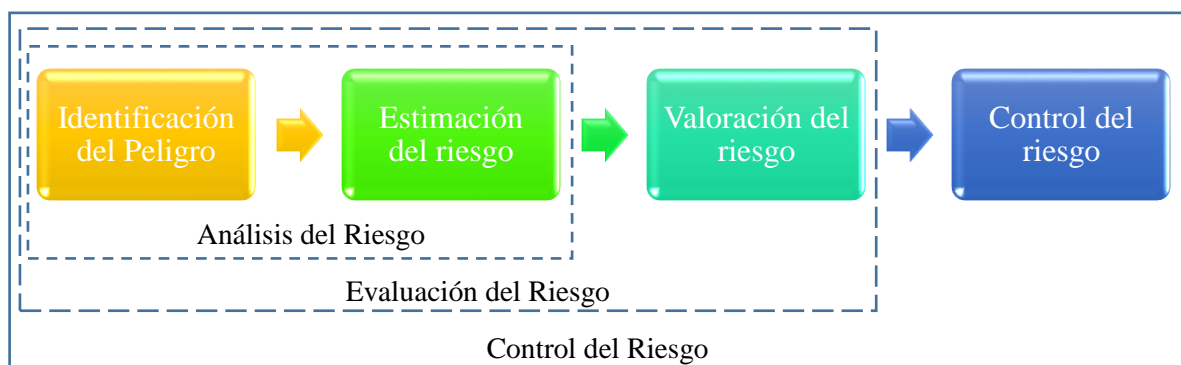 Identificación
del Peligro
Estimación
del riesgo
Valoración del
riesgo
Control del
riesgo
Análisis del Riesgo
Evaluación del Riesgo
Control del Riesgo